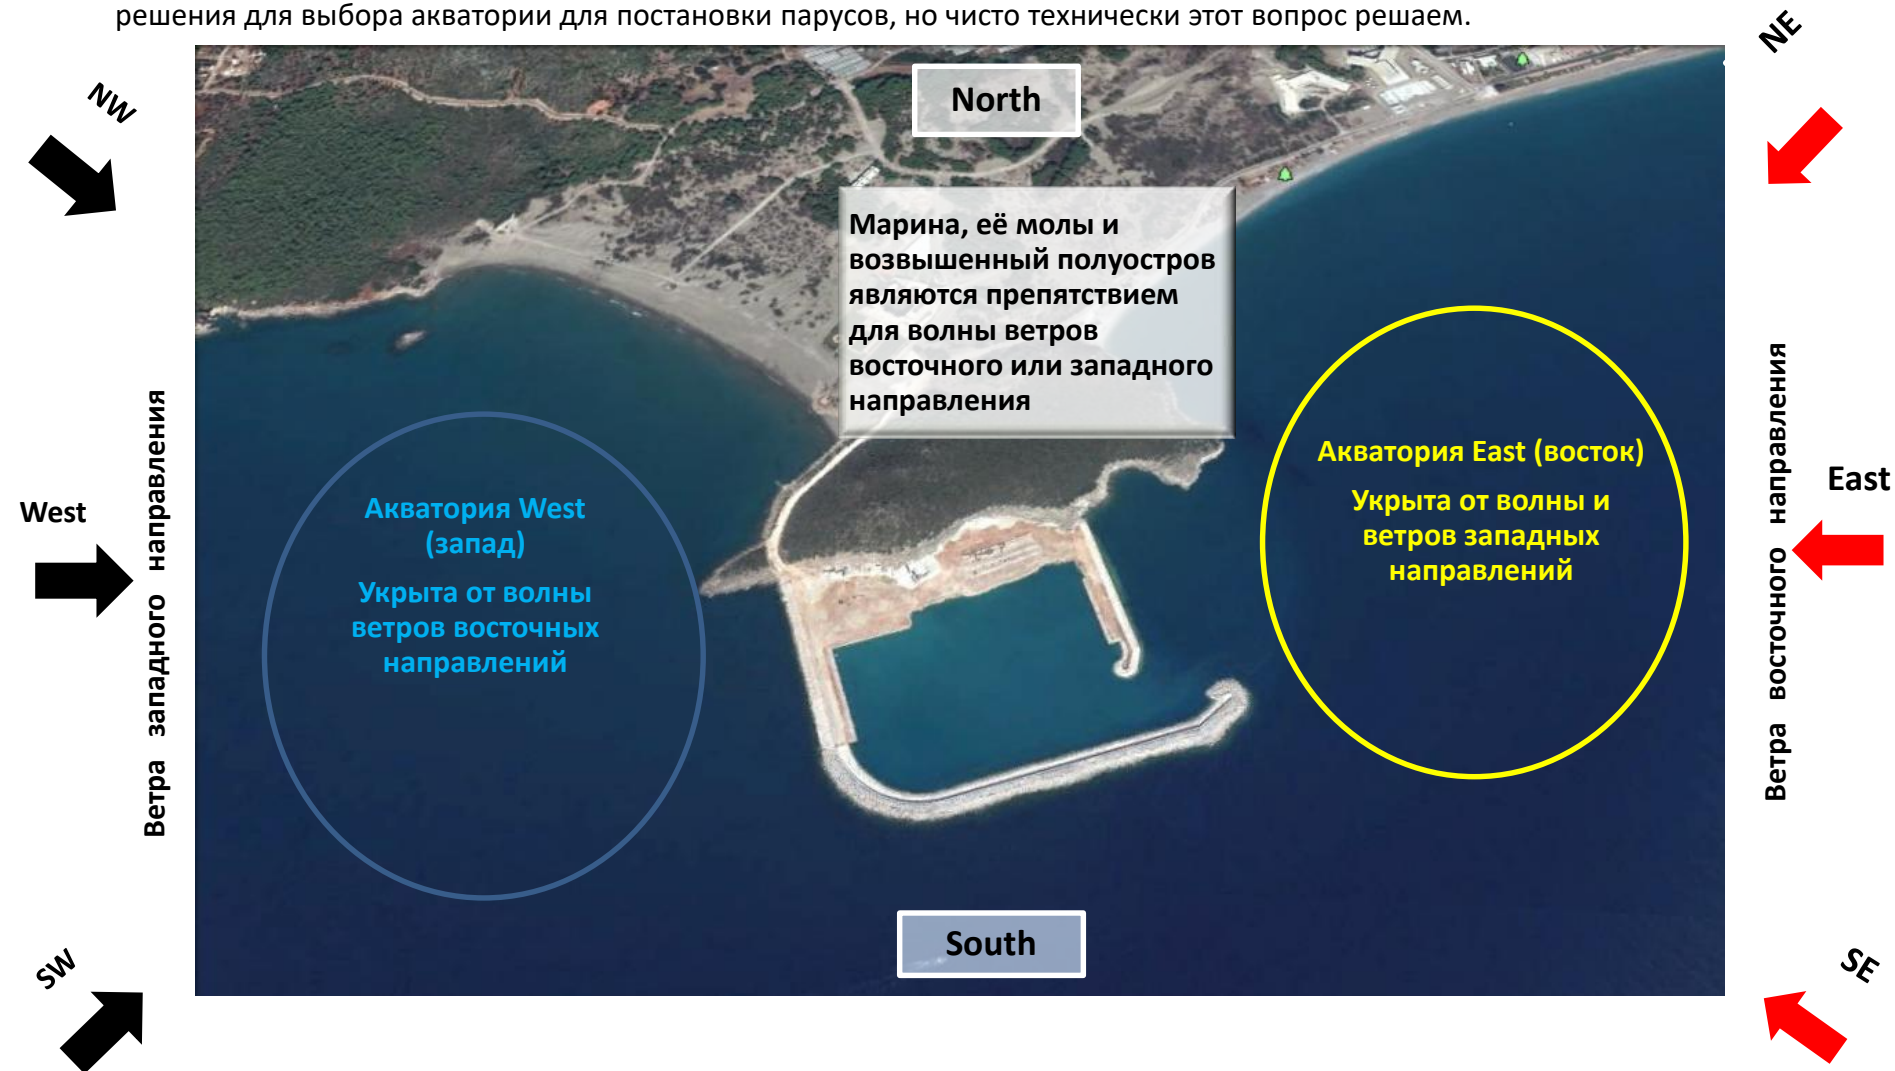 решения для выбора акватории для постановки парусов, но чисто технически этот вопрос решаем.
NW
North
NE
Марина, её молы и
возвышенный полуостров
являются препятствием
для волны ветров
восточного или западного
направления
West
Ветра западного направления
Акватория West
(запад)
Укрыта от волны
ветров восточных
направлений
Акватория East (восток)
Укрыта от волны и
ветров западных
направлений
Ветра восточного направления
East
South
SW
SE